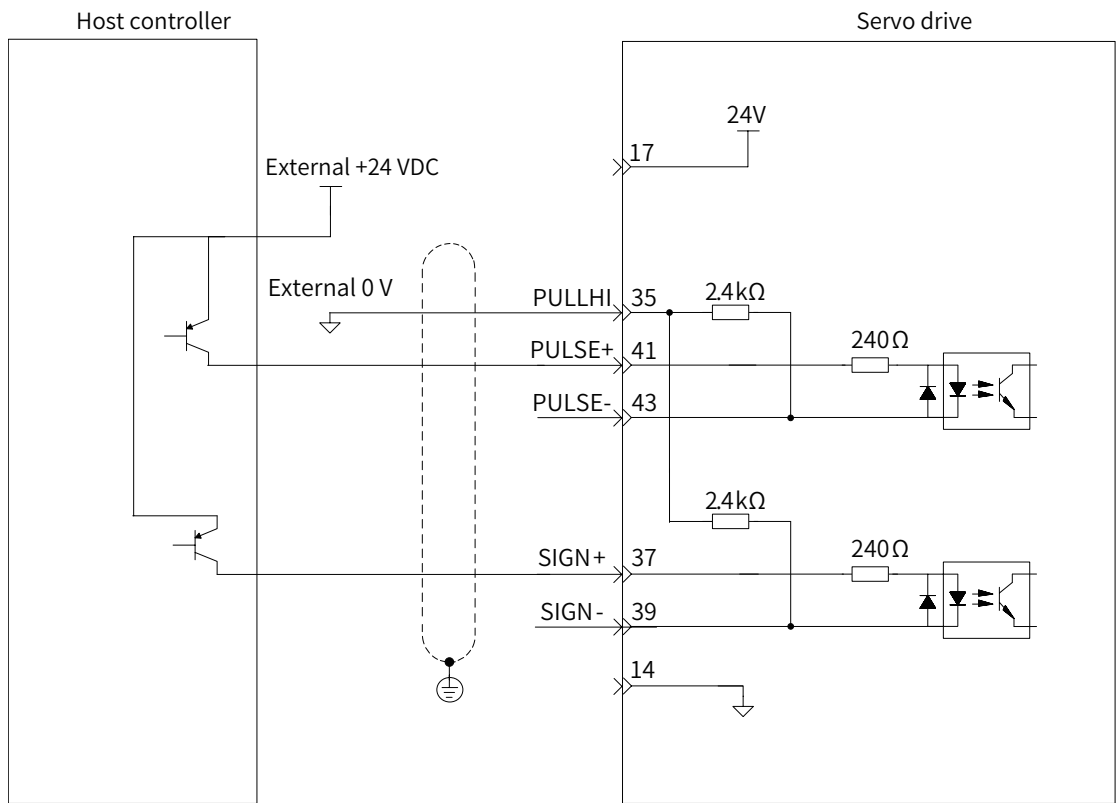 Host controller
Servo drive
24V
17
External +24 VDC
External 0 V
PULLHI
35
2.4kΩ
240Ω
PULSE+
41
PULSE-
43
2.4kΩ
240Ω
SIGN+
37
SIGN-
39
14